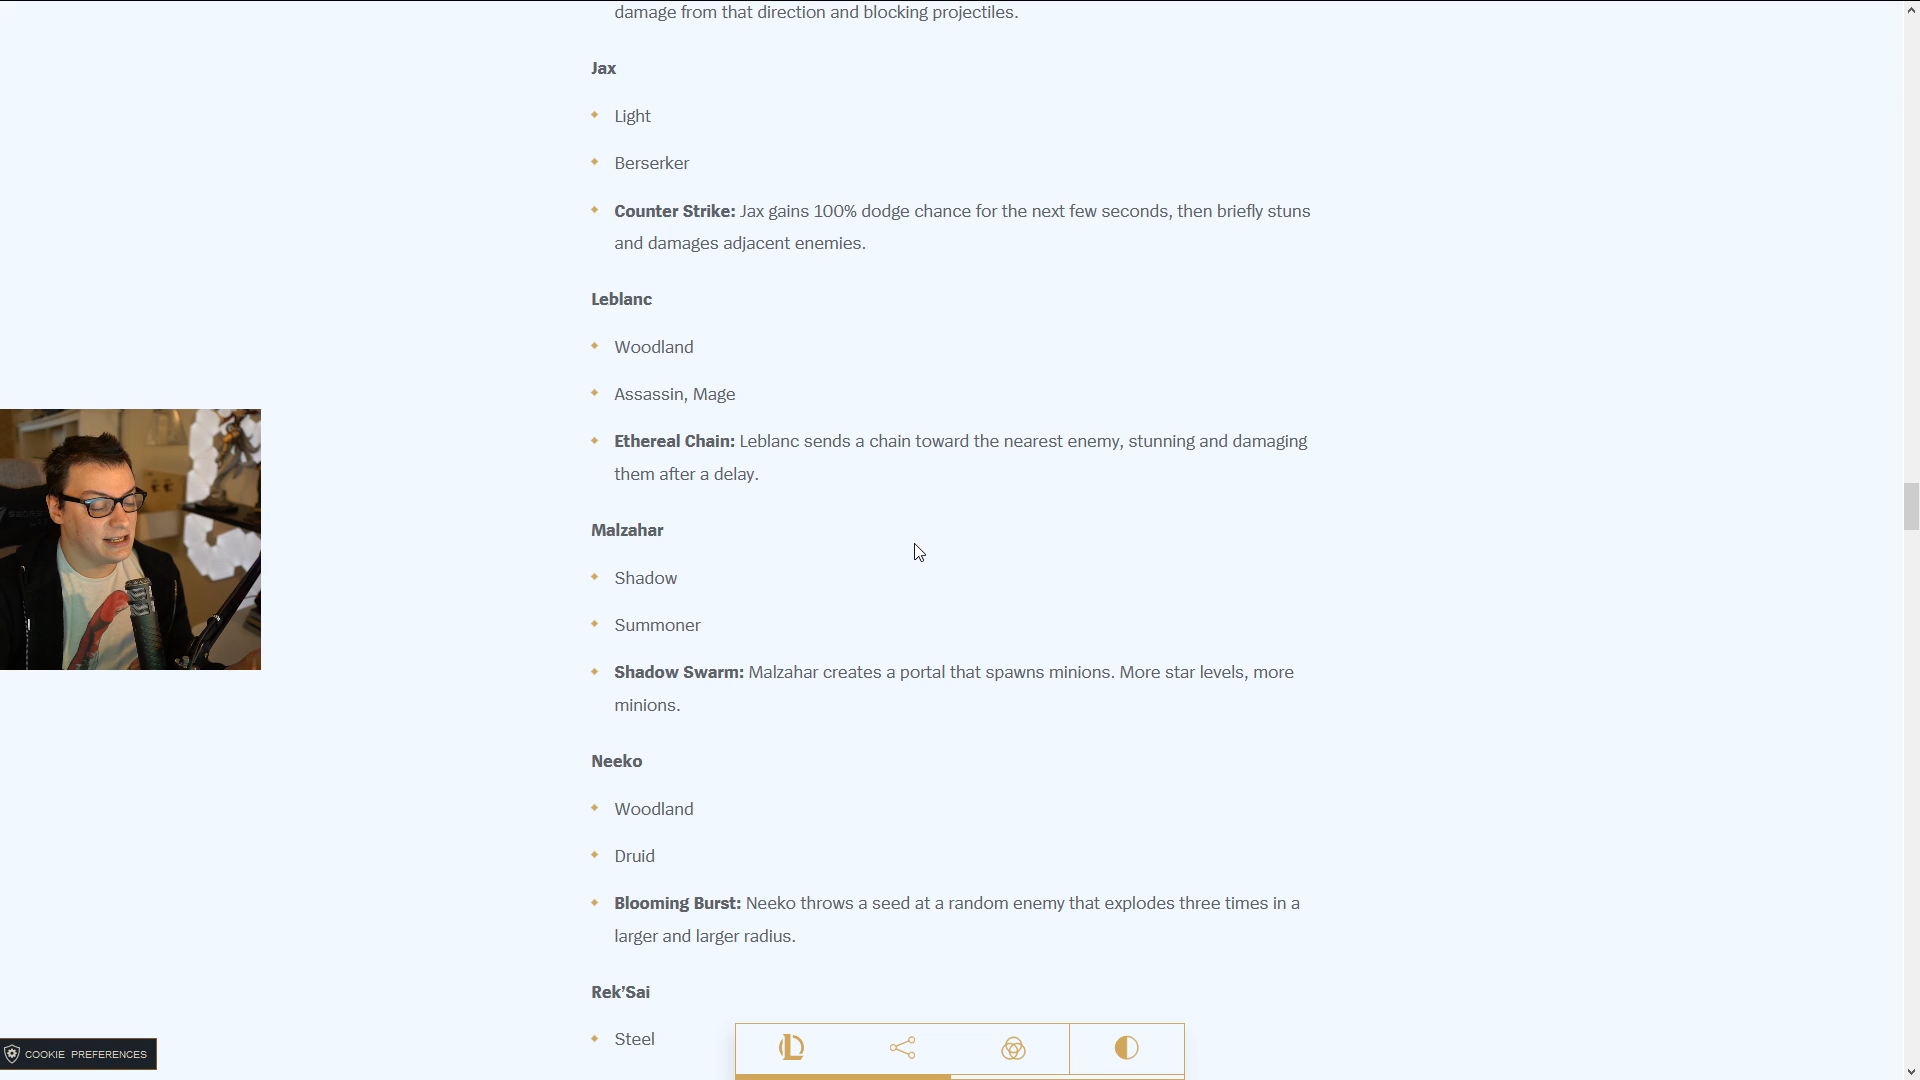 damage from that direction and blocking projectiles.
Jax
Light
Berserker
Counter Strike: Jax gains 100% dodge chance for the next few seconds, then briefly stuns
and damages adjacent enemies.
Leblanc
Woodland
Assassin, Mage
Ethereal Chain: Leblanc sends a chain toward the nearest enemy, stunning and damaging
them after a delay.
Malzahar
Shadow
Summoner
Shadow Swarm: Malzahar creates a portal that spawns minions. More star levels, more
minions.
Neeko
Woodland
Druid
Blooming Burst: Neeko throws a seed at a random enemy that explodes three times in a
larger and larger radius.
Rek’Sai
Steel
COOKIE PREFERENCES